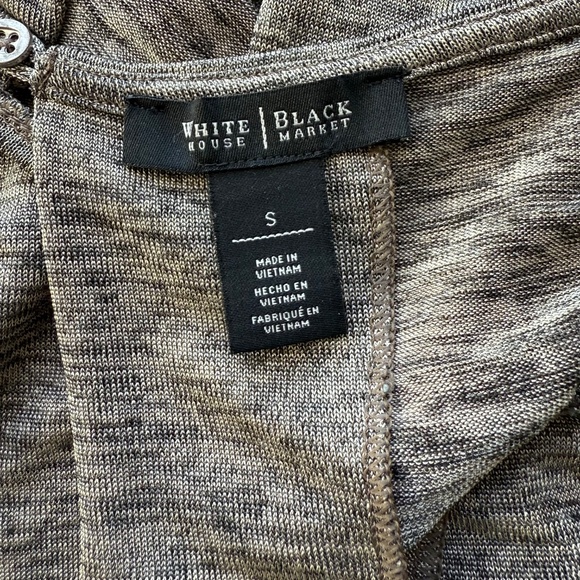 WHITE | BLACK
HOUSE | MARKET
S
MADE IN
VIETNAM
HECHO EN
VIETNAM
FABRIQUÉ EN
VIETNAM